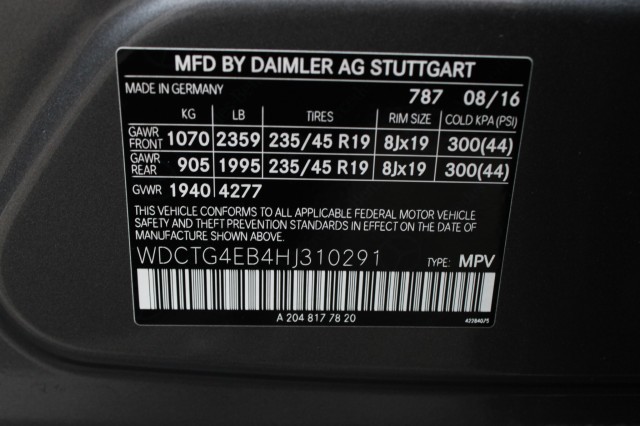 MFD BY DAIMLER AG STUTTGART
MADE IN GERMANY 787 08/16
KG LB TIRES RIM SIZE COLD KPA (PSI)
GAWR FRONT 1070 2359 235/45 R19 8Jx19 300(44)
GAWR REAR 905 1995 235/45 R19 8Jx19 300(44)
GVWR 1940 4277
THIS VEHICLE CONFORMS TO ALL APPLICABLE FEDERAL MOTOR VEHICLE
SAFETY AND THEFT PREVENTION STANDARDS IN EFFECT ON THE DATE
OF MANUFACTURE SHOWN ABOVE.
WDCTG4EB4HJ310291 TYPE: MPV
A 204 817 78 20